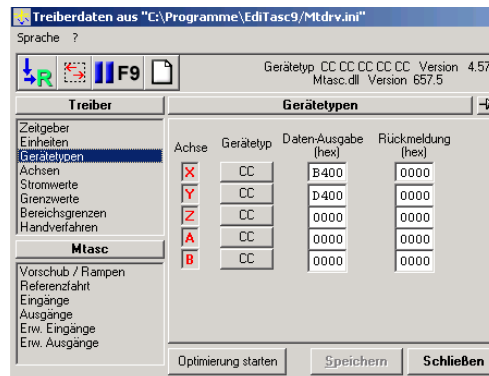 Treiberdaten aus "C:\Programme\EdiTasc9/Mtdrv.ini"
Sprache ?
R F9 Gerätetyp CC CC CC CC CC Version 4.57
Mtasc.dll Version 657.5
Treiber
Gerätetypen
Zeitgeber
Einheiten
Gerätetypen
Achsen
Stromwerte
Grenzwerte
Bereichsgrenzen
Handverfahren
Mtasc
Vorschub / Rampen
Referenzfahrt
Eingänge
Ausgänge
Erw. Eingänge
Erw. Ausgänge
Achse Gerätetyp Daten-Ausgabe (hex) Rückmeldung (hex)
X CC B400 0000
Y CC D400 0000
Z CC 0000 0000
A CC 0000 0000
B CC 0000 0000
Optimierung starten Speichern Schließen